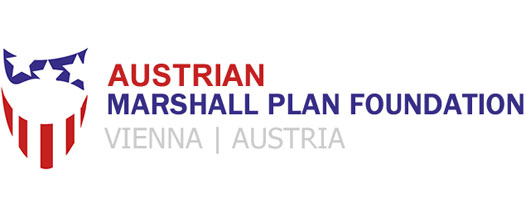 AUSTRIAN
MARSHALL PLAN FOUNDATION
VIENNA | AUSTRIA